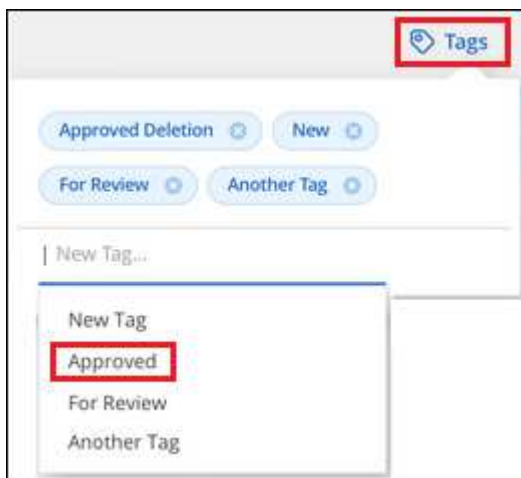 Tags
Approved Deletion New
For Review Another Tag
New Tag...
New Tag
Approved
For Review
Another Tag